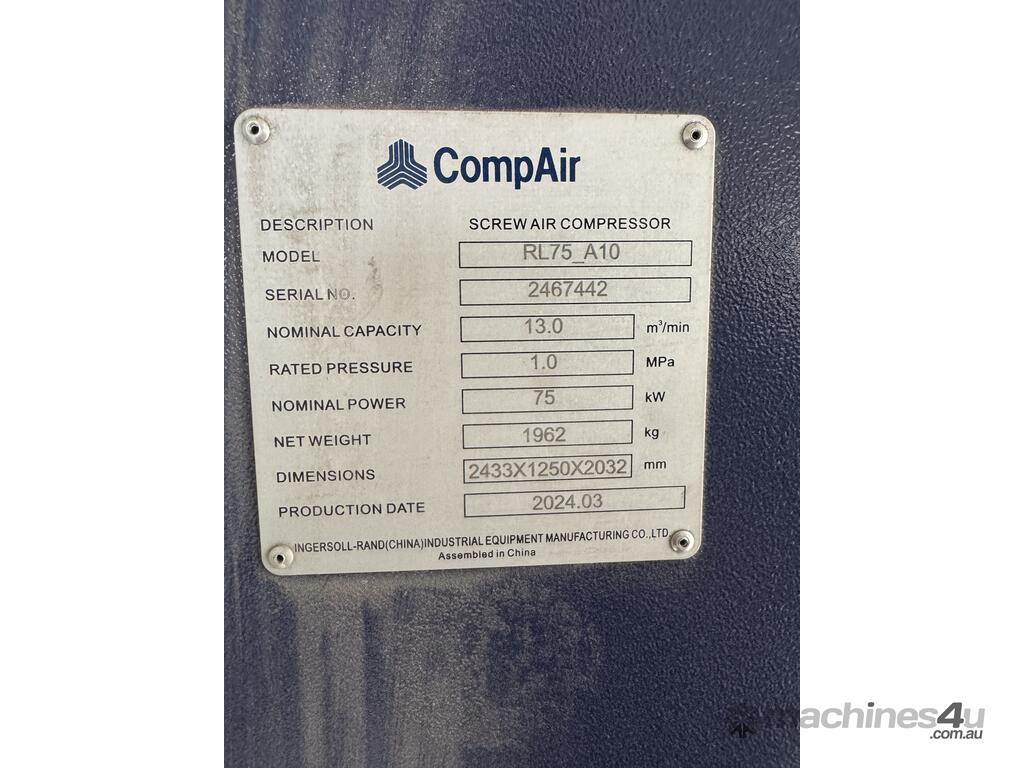 CompAir
DESCRIPTION SCREW AIR COMPRESSOR
MODEL RL75_A10
SERIAL NO. 2467442
NOMINAL CAPACITY 13.0 m³/min
RATED PRESSURE 1.0 MPa
NOMINAL POWER 75 kW
NET WEIGHT 1962 kg
DIMENSIONS 2433X1250X2032 mm
PRODUCTION DATE 2024.03
INGERSOLL-RAND(CHINA)INDUSTRIAL EQUIPMENT MANUFACTURING CO.,LTD
Assembled in China
machines4u
.com.au